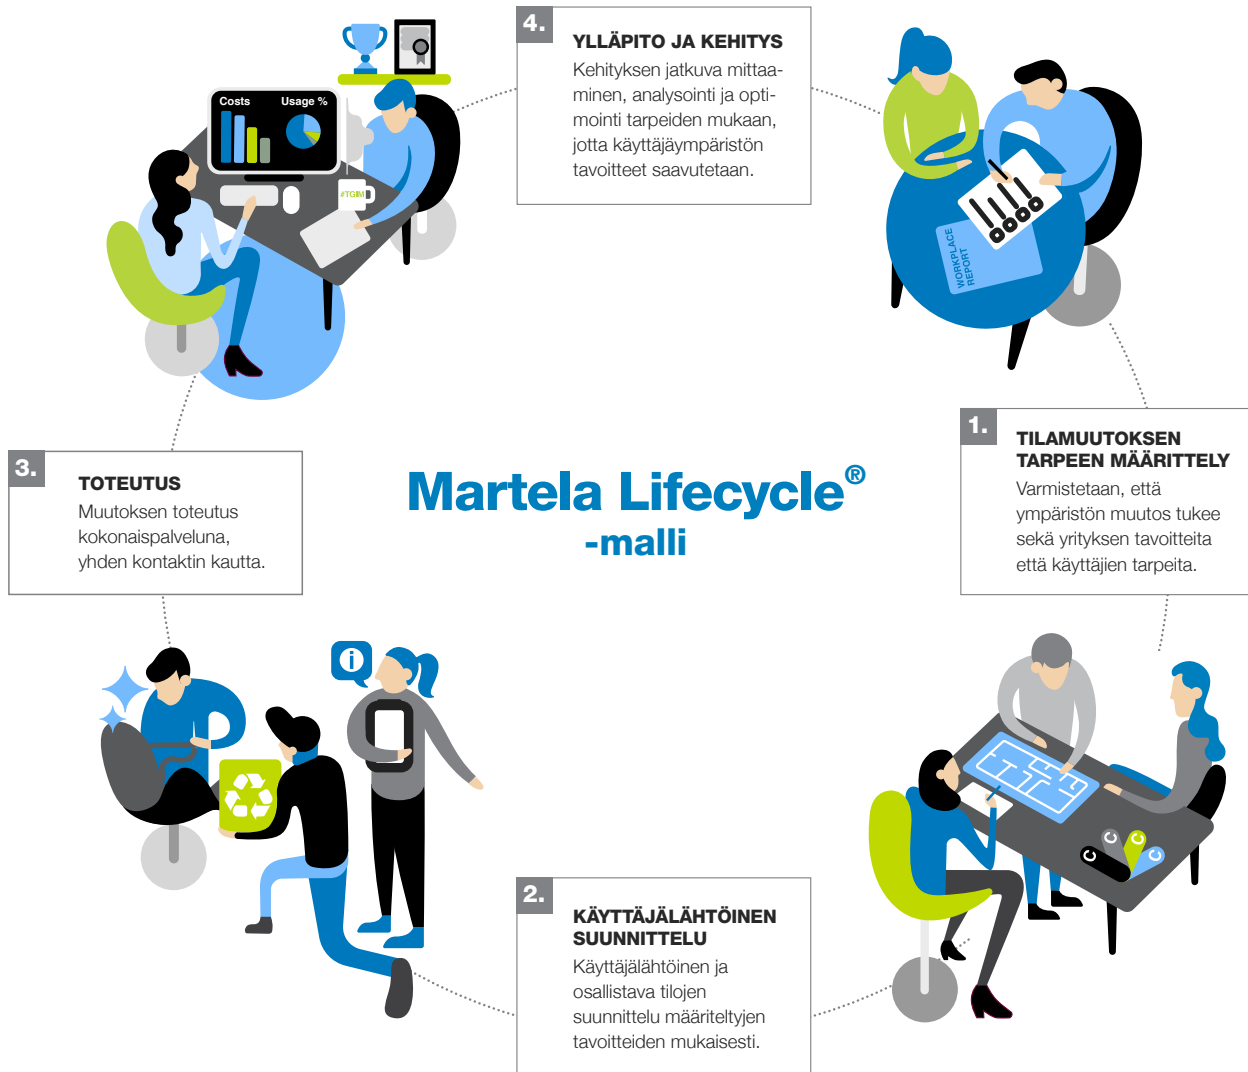 4.
YLLÄPITO JA KEHITYS
Kehityksen jatkuva mittaa-
minen, analysointi ja opti-
mointi tarpeiden mukaan,
jotta käyttäjäympäristön
tavoitteet saavutetaan.
Costs
Usage %
#TGIM
WORKPLACE
REPORT
1.
TILAMUUTOKSEN
TARPEEN MÄÄRITTELY
Varmistetaan, että
ympäristön muutos tukee
sekä yrityksen tavoitteita
että käyttäjien tarpeita.
3.
TOTEUTUS
Muutoksen toteutus
kokonaispalveluna,
yhden kontaktin kautta.
Martela Lifecycle®
-malli
i
C
C
C
C
2.
KÄYTTÄJÄLÄHTÖINEN
SUUNNITTELU
Käyttäjälähtöinen ja
osallistava tilojen
suunnittelu määriteltyjen
tavoitteiden mukaisesti.